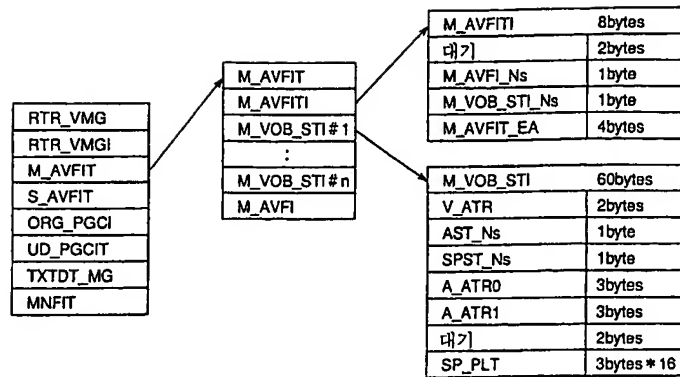 RTR_VMG
RTR_VMGI
M_AVFIT
S_AVFIT
ORG_PGCI
UD_PGCIT
TXTDT_MG
MNFIT
M_AVFIT
M_AVFITI
M_VOB_STI#1
:
M_VOB_STI#n
M_AVFI
M_AVFITI 8bytes
대기 2bytes
M_AVFI_Ns 1byte
M_VOB_STI_Ns 1byte
M_AVFIT_EA 4bytes
M_VOB_STI 60bytes
V_ATR 2bytes
AST_Ns 1byte
SPST_Ns 1byte
A_ATR0 3bytes
A_ATR1 3bytes
대기 2bytes
SP_PLT 3bytes*16